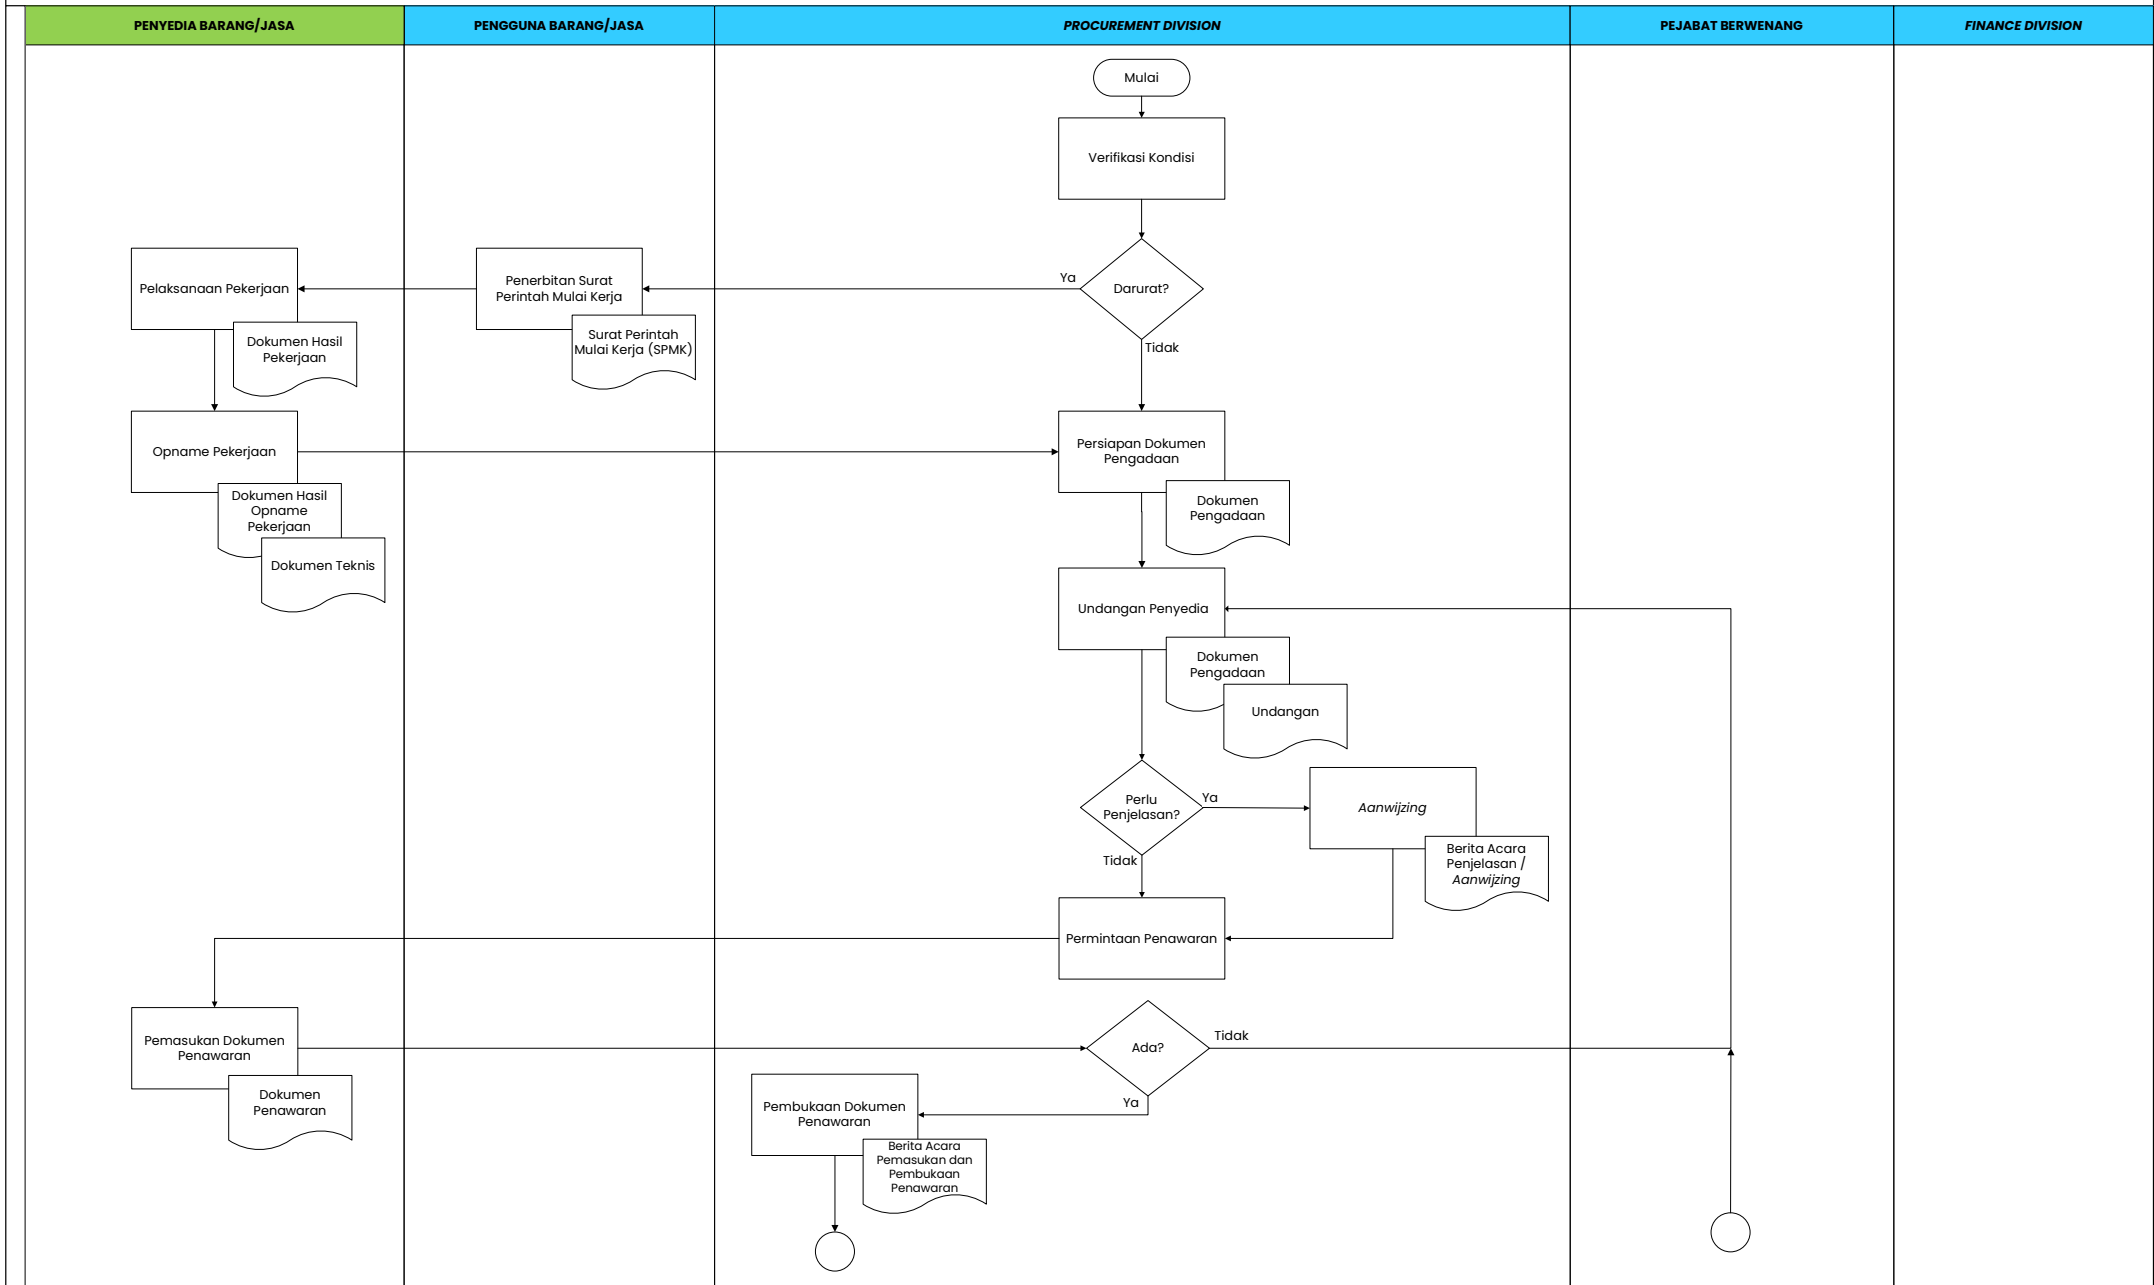 PENYEDIA BARANG/JASA
PENGGUNA BARANG/JASA
PROCUREMENT DIVISION
PEJABAT BERWENANG
FINANCE DIVISION
Mulai
Verifikasi Kondisi
Darurat?
Ya
Tidak
Penerbitan Surat
Perintah Mulai Kerja
Surat Perintah
Mulai Kerja (SPMK)
Pelaksanaan Pekerjaan
Dokumen Hasil
Pekerjaan
Opname Pekerjaan
Dokumen Hasil
Opname
Pekerjaan
Dokumen Teknis
Persiapan Dokumen
Pengadaan
Dokumen
Pengadaan
Undangan Penyedia
Dokumen
Pengadaan
Undangan
Perlu
Penjelasan?
Ya
Tidak
Aanwijzing
Berita Acara
Penjelasan /
Aanwijzing
Permintaan Penawaran
Pemasukan Dokumen
Penawaran
Dokumen
Penawaran
Ada?
Tidak
Ya
Pembukaan Dokumen
Penawaran
Berita Acara
Pemasukan dan
Pembukaan
Penawaran